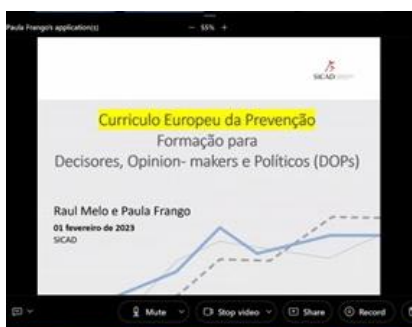 Paula Frango's application(s)
− 55% +
SICAD
Curriculo Europeu da Prevenção
Formação para
Decisores, Opinion- makers e Políticos (DOPs)
Raul Melo e Paula Frango
01 fevereiro de 2023
SICAD
Mute
Stop video
Share
Record